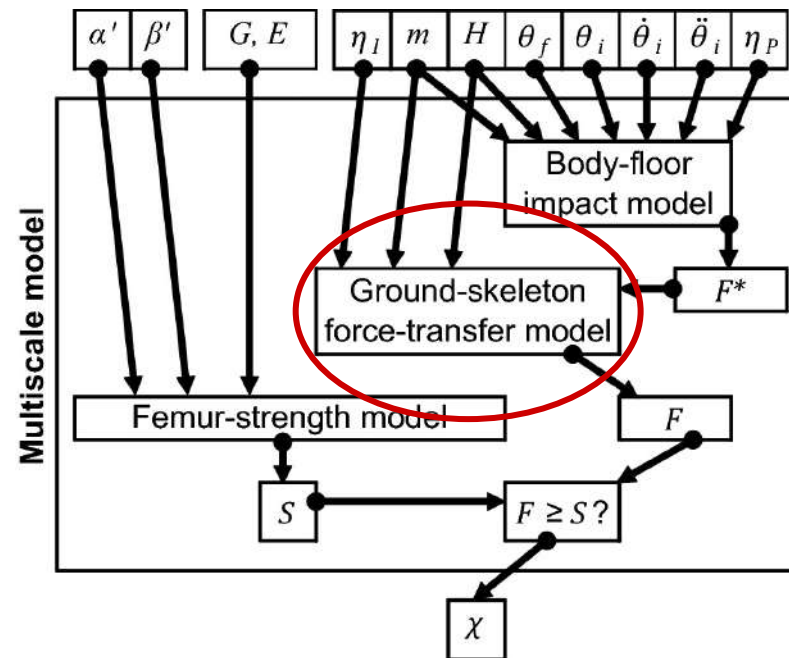 α′ β′ G, E η_I m H θ_f θ_i θ̇_i θ̈_i η_P
Multiscale model
Body-floor
impact model
Ground-skeleton
force-transfer model
F*
Femur-strength model
F
S
F ≥ S?
χ